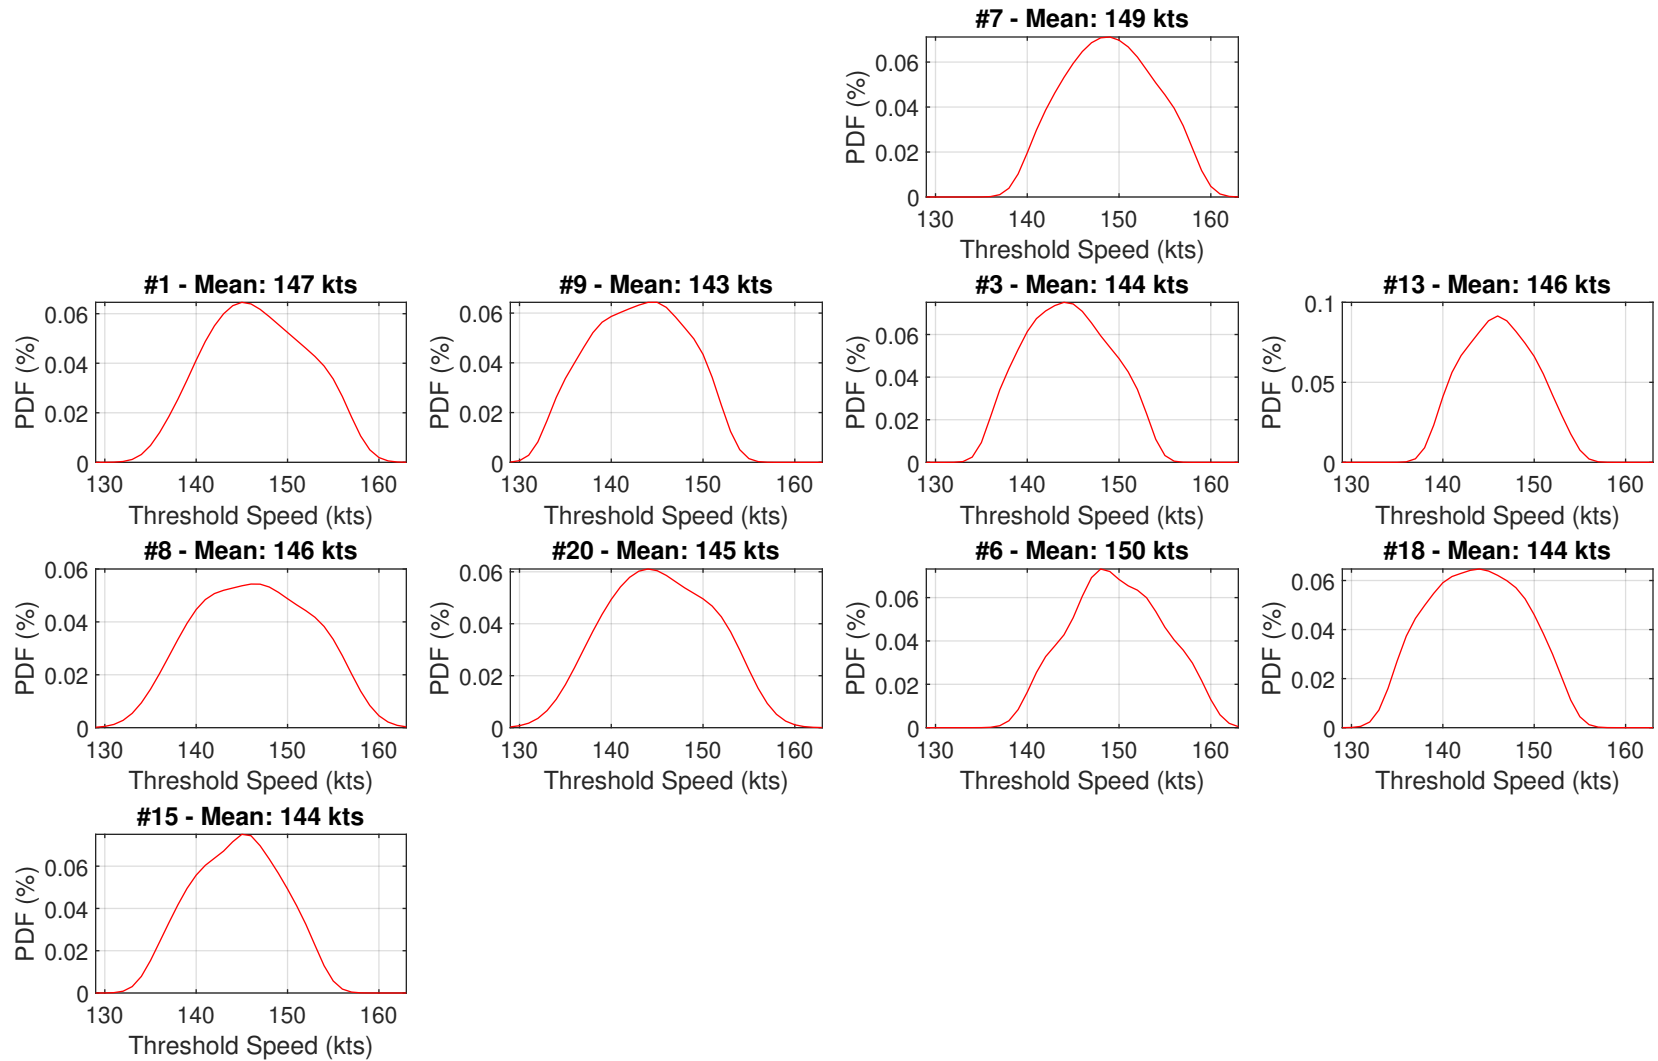 #7 - Mean: 149 kts
PDF (%)
0.06
0.04
0.02
0
130 140 150 160
Threshold Speed (kts)
#1 - Mean: 147 kts
PDF (%)
0.06
0.04
0.02
0
130 140 150 160
Threshold Speed (kts)
#9 - Mean: 143 kts
PDF (%)
0.06
0.04
0.02
0
130 140 150 160
Threshold Speed (kts)
#3 - Mean: 144 kts
PDF (%)
0.06
0.04
0.02
0
130 140 150 160
Threshold Speed (kts)
#13 - Mean: 146 kts
PDF (%)
0.1
0.05
0
130 140 150 160
Threshold Speed (kts)
#8 - Mean: 146 kts
PDF (%)
0.06
0.04
0.02
0
130 140 150 160
Threshold Speed (kts)
#20 - Mean: 145 kts
PDF (%)
0.06
0.04
0.02
0
130 140 150 160
Threshold Speed (kts)
#6 - Mean: 150 kts
PDF (%)
0.06
0.04
0.02
0
130 140 150 160
Threshold Speed (kts)
#18 - Mean: 144 kts
PDF (%)
0.06
0.04
0.02
0
130 140 150 160
Threshold Speed (kts)
#15 - Mean: 144 kts
PDF (%)
0.06
0.04
0.02
0
130 140 150 160
Threshold Speed (kts)